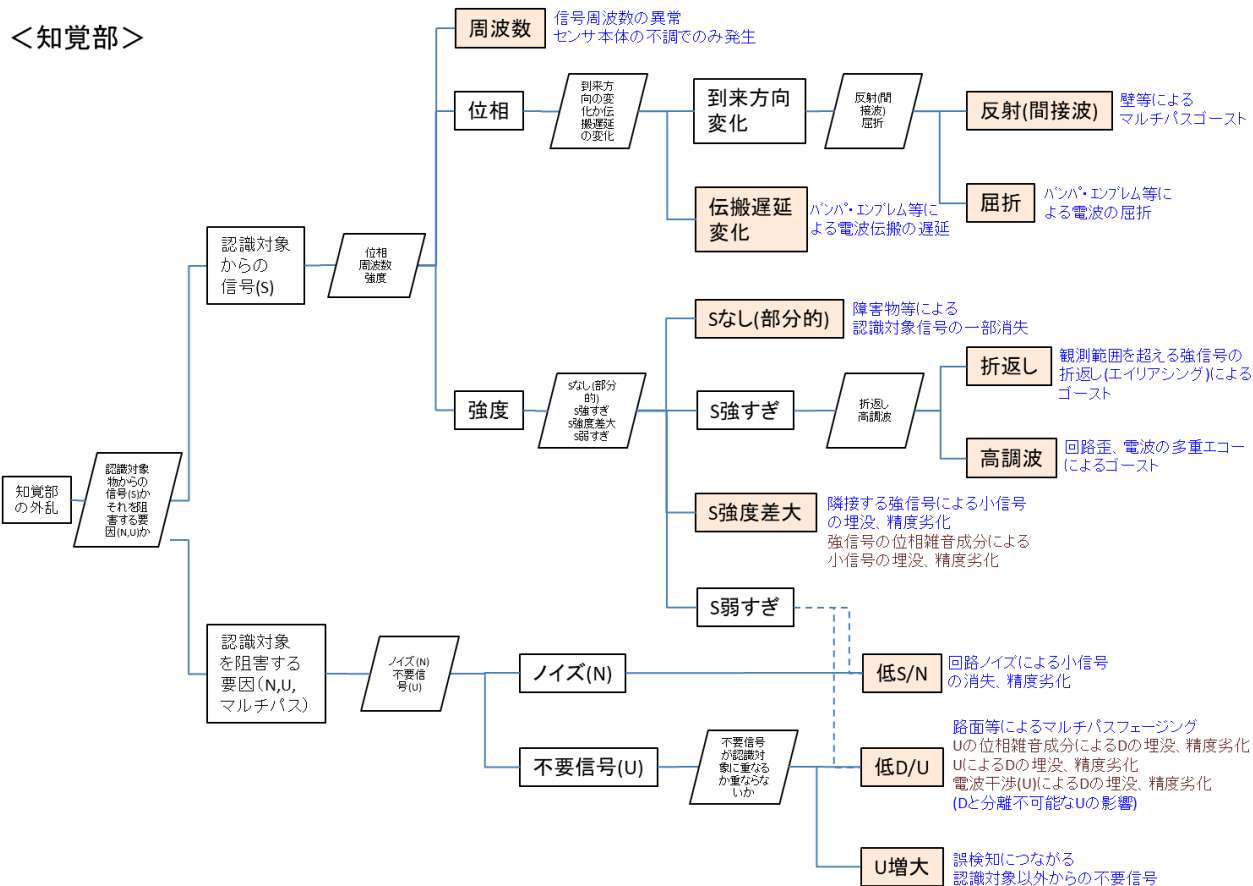 ＜知覚部＞
周波数
信号周波数の異常
センサ本体の不調でのみ発生
位相
到来方
向の変
化か伝
搬遅延
の変化
到来方向
変化
反射(間
接波)
屈折
反射(間接波)
壁等による
マルチパスゴースト
屈折
ﾊﾞﾝﾊﾟ・ｴﾝﾌﾞﾚﾑ等に
よる電波の屈折
伝搬遅延
変化
ﾊﾞﾝﾊﾟ・ｴﾝﾌﾞﾚﾑ等に
よる電波伝搬の遅延
認識対象
からの
信号(S)
位相
周波数
強度
Sなし(部分的)
障害物等による
認識対象信号の一部消失
強度
Sなし(部分
的)
S強すぎ
S強度差大
S弱すぎ
S強すぎ
折返し
高調波
折返し
観測範囲を超える強信号の
折返し(エイリアシング)による
ゴースト
高調波
回路歪、電波の多重エコー
によるゴースト
知覚部
の外乱
認識対象
物からの
信号(S)か
それを阻
害する要
因(N,U)か
S強度差大
隣接する強信号による小信号
の埋没、精度劣化
強信号の位相雑音成分による
小信号の埋没、精度劣化
S弱すぎ
認識対象
を阻害する
要因（N,U,
マルチパス）
ノイズ(N)
不要信
号(U)
ノイズ(N)
低S/N
回路ノイズによる小信号
の消失、精度劣化
不要信号(U)
不要信号
が認識対
象に重なる
か重ならな
いか
低D/U
路面等によるマルチパスフェージング
Uの位相雑音成分によるDの埋没、精度劣化
UによるDの埋没、精度劣化
電波干渉(U)によるDの埋没、精度劣化
(Dと分離不可能なUの影響)
U増大
誤検知につながる
認識対象以外からの不要信号